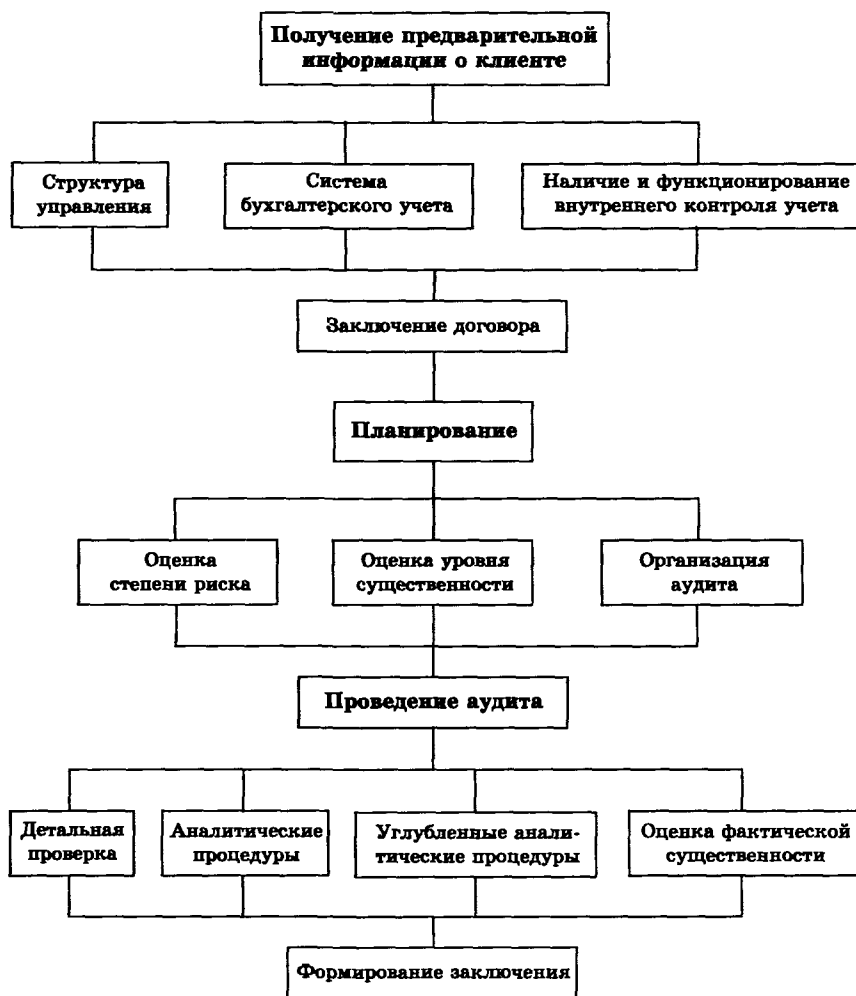 Получение предварительной
информации о клиенте
Структура
управления
Система
бухгалтерского учета
Наличие и функционирование
внутреннего контроля учета
Заключение договора
Планирование
Оценка
степени риска
Оценка уровня
существенности
Организация
аудита
Проведение аудита
Детальная
проверка
Аналитические
процедуры
Углубленные анали-
тические процедуры
Оценка фактической
существенности
Формирование заключения